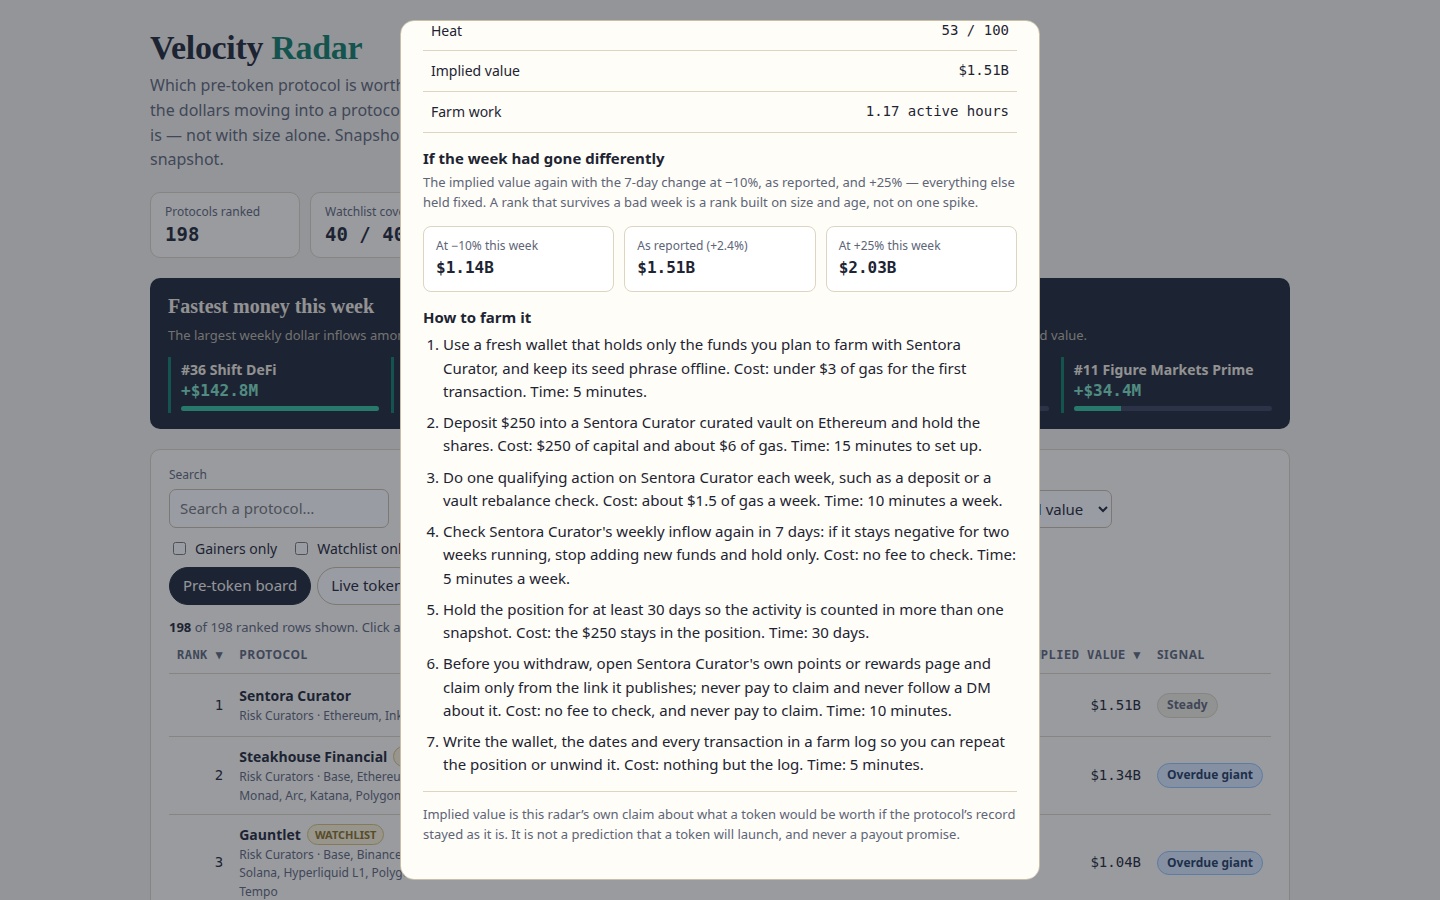 Velocity Radar
Which pre-token protocol is worth
the dollars moving into a protoco
is — not with size alone. Snapsho
snapshot.
Protocols ranked
198
Watchlist cov
40 / 40
Fastest money this week
The largest weekly dollar inflows amon
d value.
#36 Shift DeFi
+$142.8M
#11 Figure Markets Prime
+$34.4M
Search
Search a protocol...
l value
Gainers only
Watchlist onl
Pre-token board
Live token
198 of 198 ranked rows shown. Click a
RANK ▼ PROTOCOL
PLIED VALUE ▼ SIGNAL
1
Sentora Curator
Risk Curators · Ethereum, Ink
$1.51B
Steady
2
Steakhouse Financial
Risk Curators · Base, Ethereu
Monad, Arc, Katana, Polygon
$1.34B
Overdue giant
3
Gauntlet WATCHLIST
Risk Curators · Base, Binance
Solana, Hyperliquid L1, Polyg
Tempo
$1.04B
Overdue giant
Heat 53 / 100
Implied value $1.51B
Farm work 1.17 active hours
If the week had gone differently
The implied value again with the 7-day change at −10%, as reported, and +25% — everything else
held fixed. A rank that survives a bad week is a rank built on size and age, not on one spike.
At −10% this week
$1.14B
As reported (+2.4%)
$1.51B
At +25% this week
$2.03B
How to farm it
1. Use a fresh wallet that holds only the funds you plan to farm with Sentora
Curator, and keep its seed phrase offline. Cost: under $3 of gas for the first
transaction. Time: 5 minutes.
2. Deposit $250 into a Sentora Curator curated vault on Ethereum and hold the
shares. Cost: $250 of capital and about $6 of gas. Time: 15 minutes to set up.
3. Do one qualifying action on Sentora Curator each week, such as a deposit or a
vault rebalance check. Cost: about $1.5 of gas a week. Time: 10 minutes a week.
4. Check Sentora Curator's weekly inflow again in 7 days: if it stays negative for two
weeks running, stop adding new funds and hold only. Cost: no fee to check. Time:
5 minutes a week.
5. Hold the position for at least 30 days so the activity is counted in more than one
snapshot. Cost: the $250 stays in the position. Time: 30 days.
6. Before you withdraw, open Sentora Curator's own points or rewards page and
claim only from the link it publishes; never pay to claim and never follow a DM
about it. Cost: no fee to check, and never pay to claim. Time: 10 minutes.
7. Write the wallet, the dates and every transaction in a farm log so you can repeat
the position or unwind it. Cost: nothing but the log. Time: 5 minutes.
Implied value is this radar's own claim about what a token would be worth if the protocol's record
stayed as it is. It is not a prediction that a token will launch, and never a payout promise.